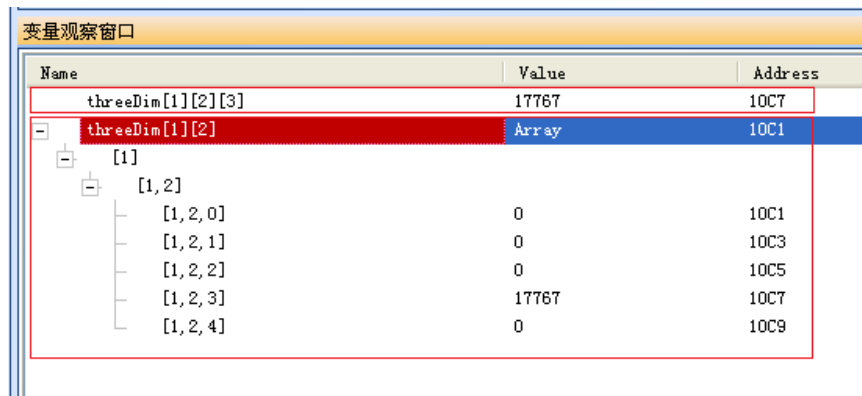 变量观察窗口
Name Value Address
threeDim[1][2][3] 17767 10C7
threeDim[1][2] Array 10C1
[1]
[1,2]
[1,2,0] 0 10C1
[1,2,1] 0 10C3
[1,2,2] 0 10C5
[1,2,3] 17767 10C7
[1,2,4] 0 10C9